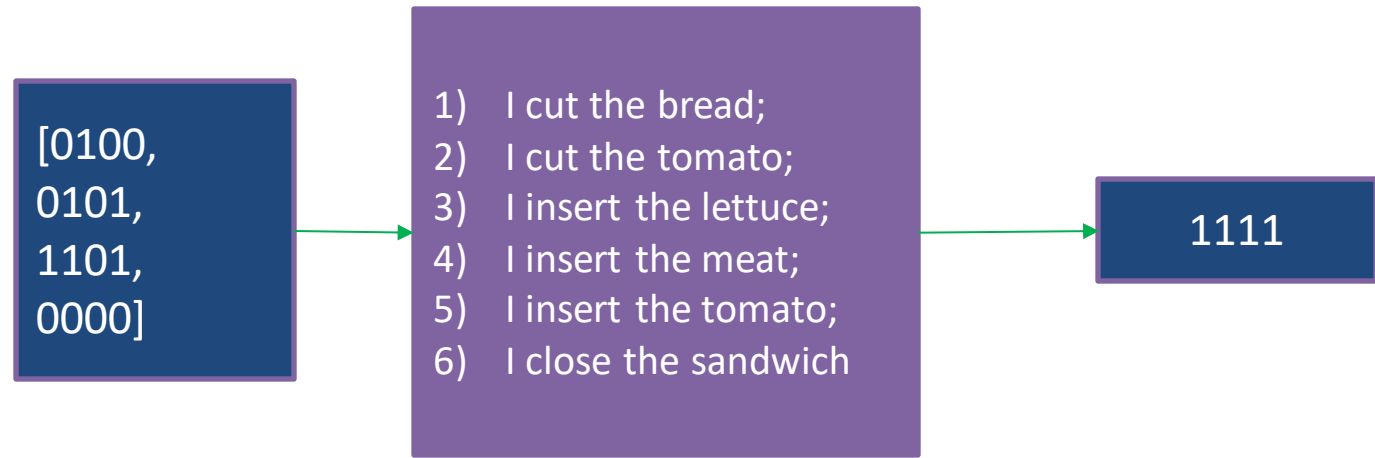 [0100,
0101,
1101,
0000]
1) I cut the bread;
2) I cut the tomato;
3) I insert the lettuce;
4) I insert the meat;
5) I insert the tomato;
6) I close the sandwich
1111